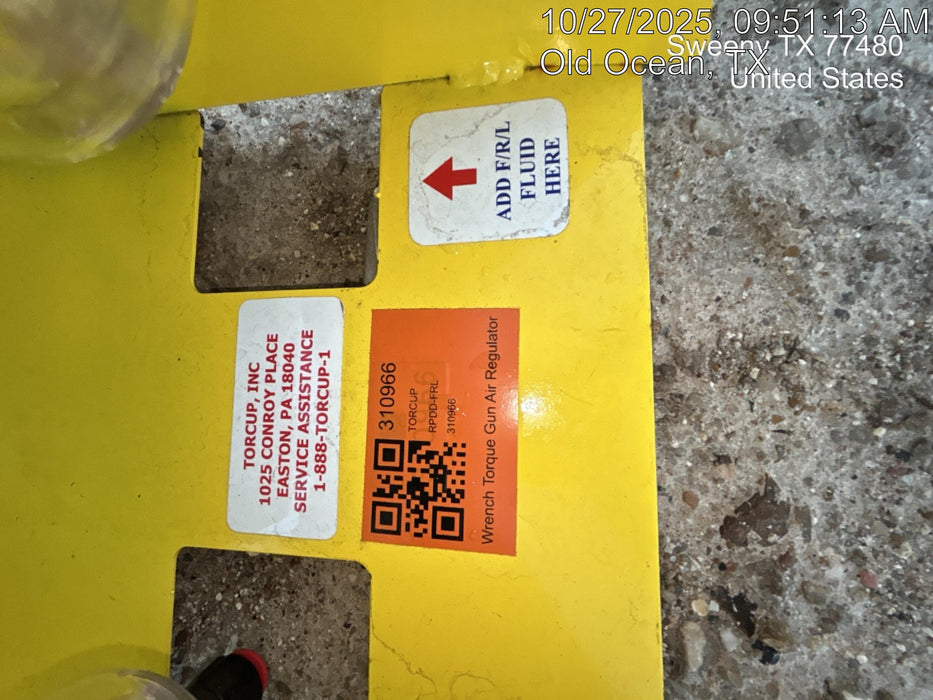 10/27/2025, 09:51:13 AM
Sweeny TX 77480
Old Ocean, TX
United States
ADD F/R/L
FLUID
HERE
TORCUP, INC
1025 CONROY PLACE
EASTON, PA 18040
SERVICE ASSISTANCE
1-888-TORCUP-1
310966
TORCUP
RPDD-FRL
310966
Wrench Torque Gun Air Regulator